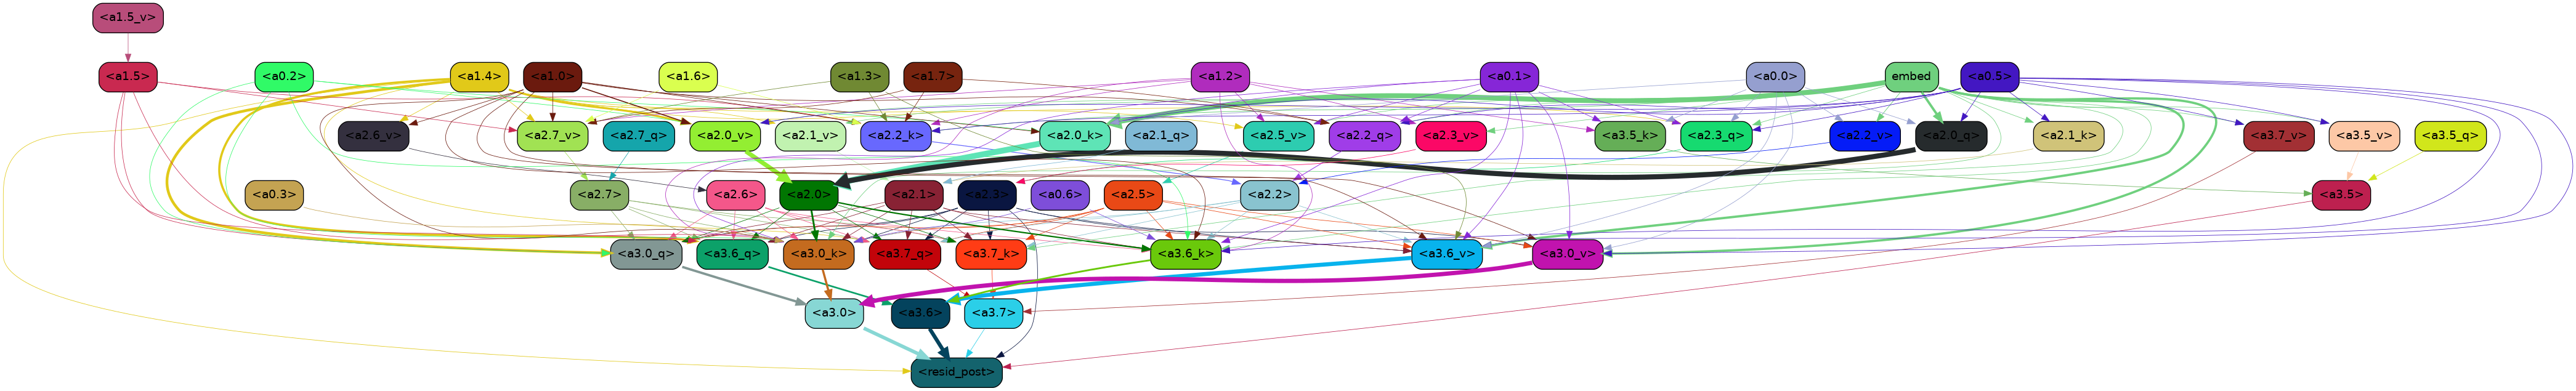 <a1.5_v>
<a1.5> <a0.2> <a1.4> <a1.0> <a1.6> <a1.3> <a1.7> <a1.2> <a0.1> <a0.0> embed <a0.5>
<a2.6_v> <a2.7_v> <a2.7_q> <a2.0_v> <a2.1_v> <a2.2_k> <a2.0_k> <a2.1_q> <a2.5_v> <a2.2_q> <a2.3_v> <a3.5_k> <a2.3_q> <a2.2_v> <a2.0_q> <a2.1_k> <a3.7_v> <a3.5_v> <a3.5_q>
<a0.3> <a2.7> <a2.6> <a2.0> <a2.1> <a2.3> <a0.6> <a2.5> <a2.2> <a3.5>
<a3.0_q> <a3.6_q> <a3.0_k> <a3.7_q> <a3.7_k> <a3.6_k> <a3.6_v> <a3.0_v>
<a3.0> <a3.6> <a3.7>
<resid_post>